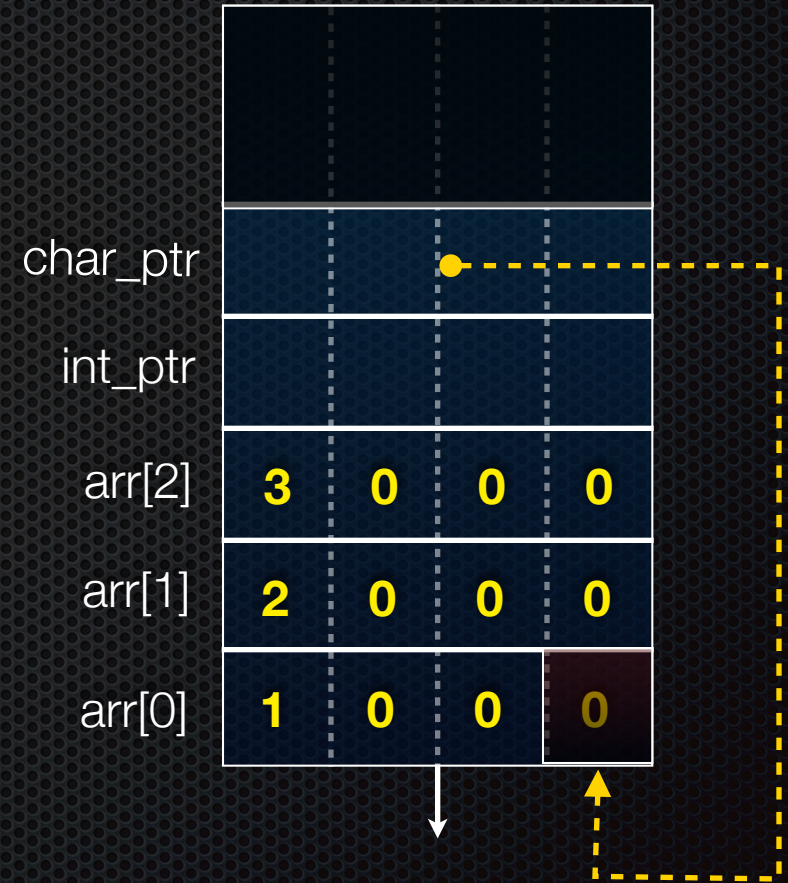 char_ptr
int_ptr
arr[2] 3 0 0 0
arr[1] 2 0 0 0
arr[0] 1 0 0 0